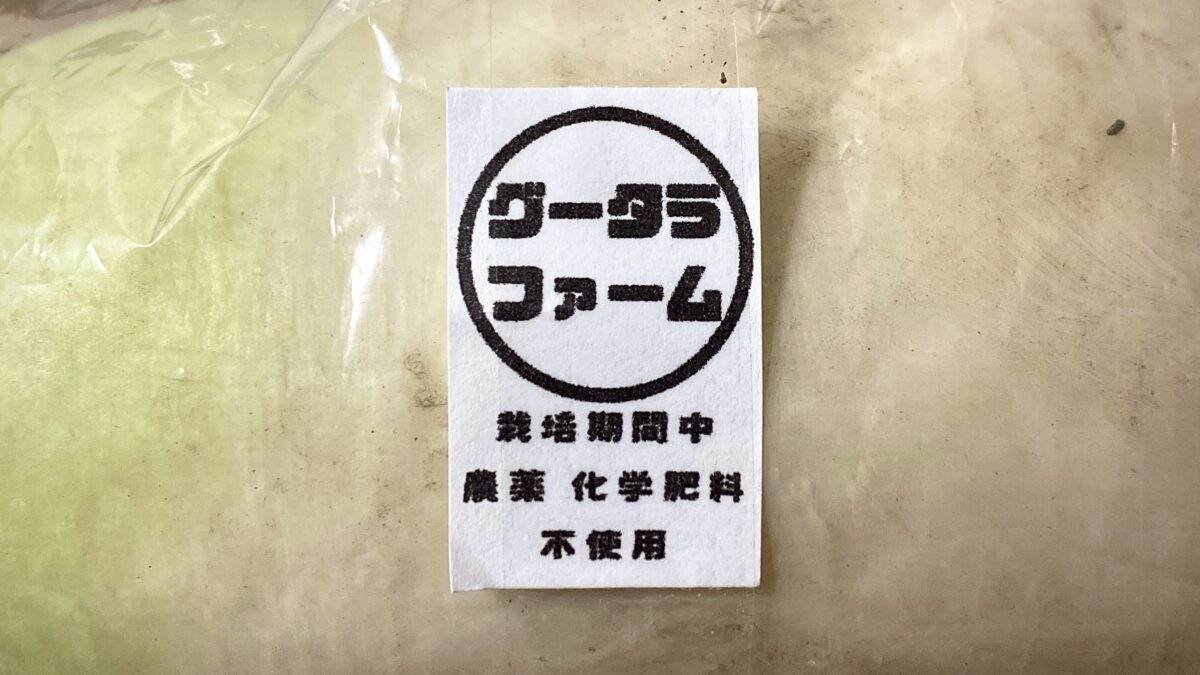 グータラ
ファーム
栽培期間中
農薬 化学肥料
不使用